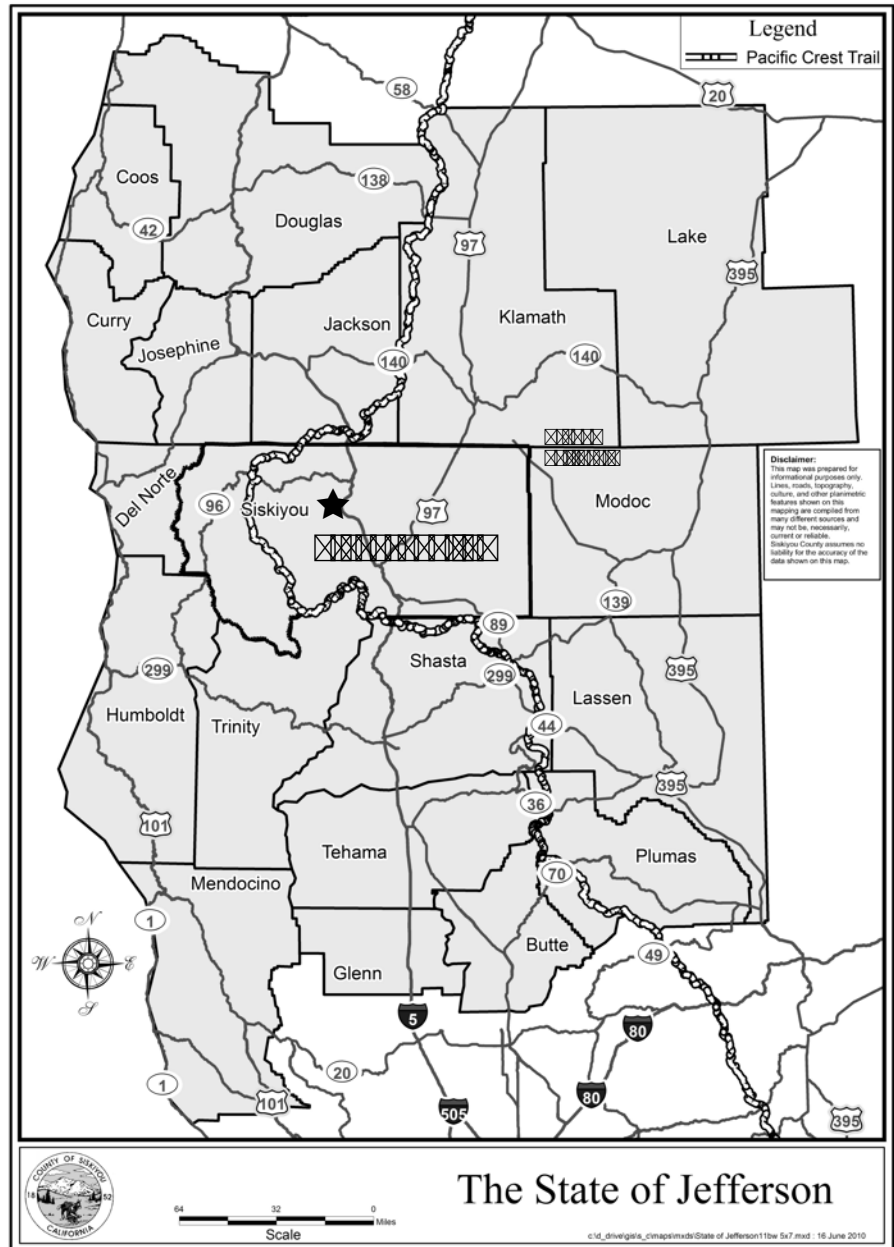 Legend
Pacific Crest Trail
58
20
Coos
138
42
Douglas
97
Lake
395
Curry
Josephine
Jackson
Klamath
140
140
Del Norte
96
Siskiyou
97
Modoc
Disclaimer:
This map was prepared for
informational purposes only.
Lines, roads, topography,
culture, and other planimetric
features shown on this
mapping are compiled from
many different sources and
may not be, necessarily,
current or reliable.
Siskiyou County assumes no
liability for the accuracy of the
data shown on this map.
139
89
299
Shasta
299
395
Lassen
Humboldt
Trinity
44
395
36
101
Tehama
Plumas
Mendocino
70
1
N
W E
S
Butte
49
Glenn
5
80
20
1
101
505
80
395
COUNTY OF SISKIYOU
18 52
CALIFORNIA
64 32 0
Miles
Scale
The State of Jefferson
c:\d_drive\gis\s_c\maps\mxds\State of Jefferson11bw 5x7.mxd : 16 June 2010